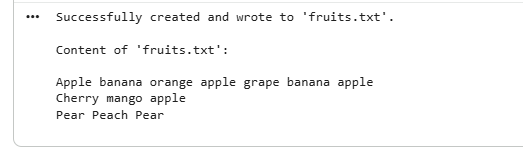 Successfully created and wrote to 'fruits.txt'.
Content of 'fruits.txt':
Apple banana orange apple grape banana apple
Cherry mango apple
Pear Peach Pear